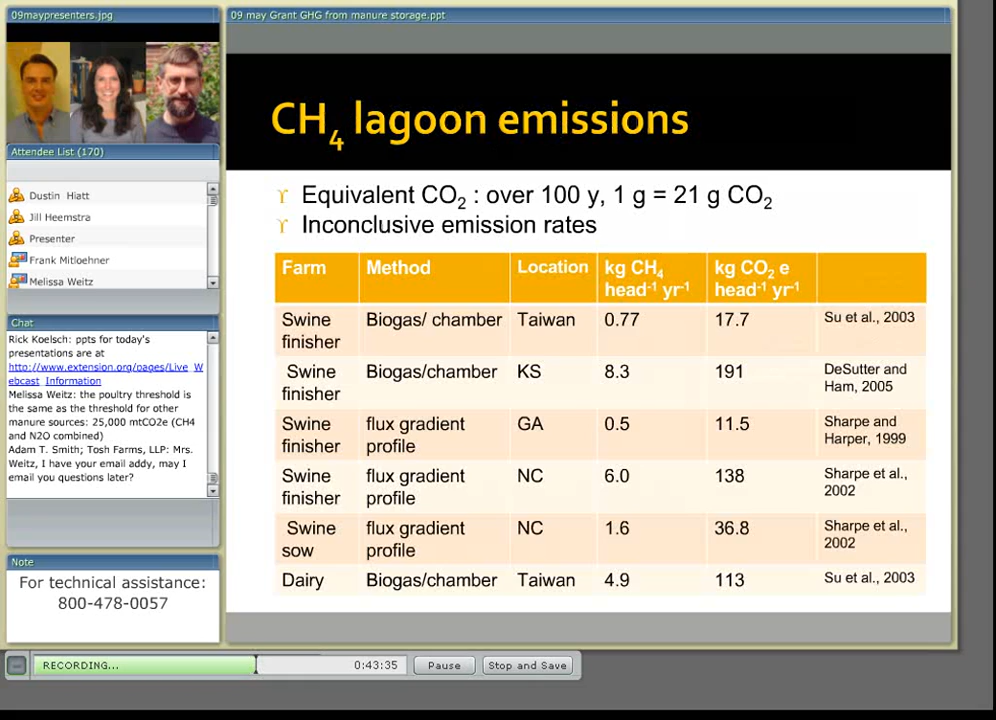 09maypresenters.jpg
09 may Grant GHG from manure storage.ppt
Attendee List (170)
Dustin Hiatt
Jill Heemstra
Presenter
Frank Mitloehner
Melissa Weitz
Chat
Rick Koelsch: ppts for today's
presentations are at
http://www.extension.org/pages/Live_W
ebcast_Information
Melissa Weitz: the poultry threshold is
the same as the threshold for other
manure sources: 25,000 mtCO2e (CH4
and N2O combined)
Adam T. Smith; Tosh Farms, LLP: Mrs.
Weitz, I have your email addy, may I
email you questions later?
Note
For technical assistance:
800-478-0057
CH₄ lagoon emissions
Equivalent CO₂ : over 100 y, 1 g = 21 g CO₂
Inconclusive emission rates
Farm Method Location kg CH₄ head⁻¹ yr⁻¹ kg CO₂ e head⁻¹ yr⁻¹
Swine finisher Biogas/ chamber Taiwan 0.77 17.7 Su et al., 2003
Swine finisher Biogas/chamber KS 8.3 191 DeSutter and Ham, 2005
Swine finisher flux gradient profile GA 0.5 11.5 Sharpe and Harper, 1999
Swine finisher flux gradient profile NC 6.0 138 Sharpe et al., 2002
Swine sow flux gradient profile NC 1.6 36.8 Sharpe et al., 2002
Dairy Biogas/chamber Taiwan 4.9 113 Su et al., 2003
RECORDING... 0:43:35 Pause Stop and Save